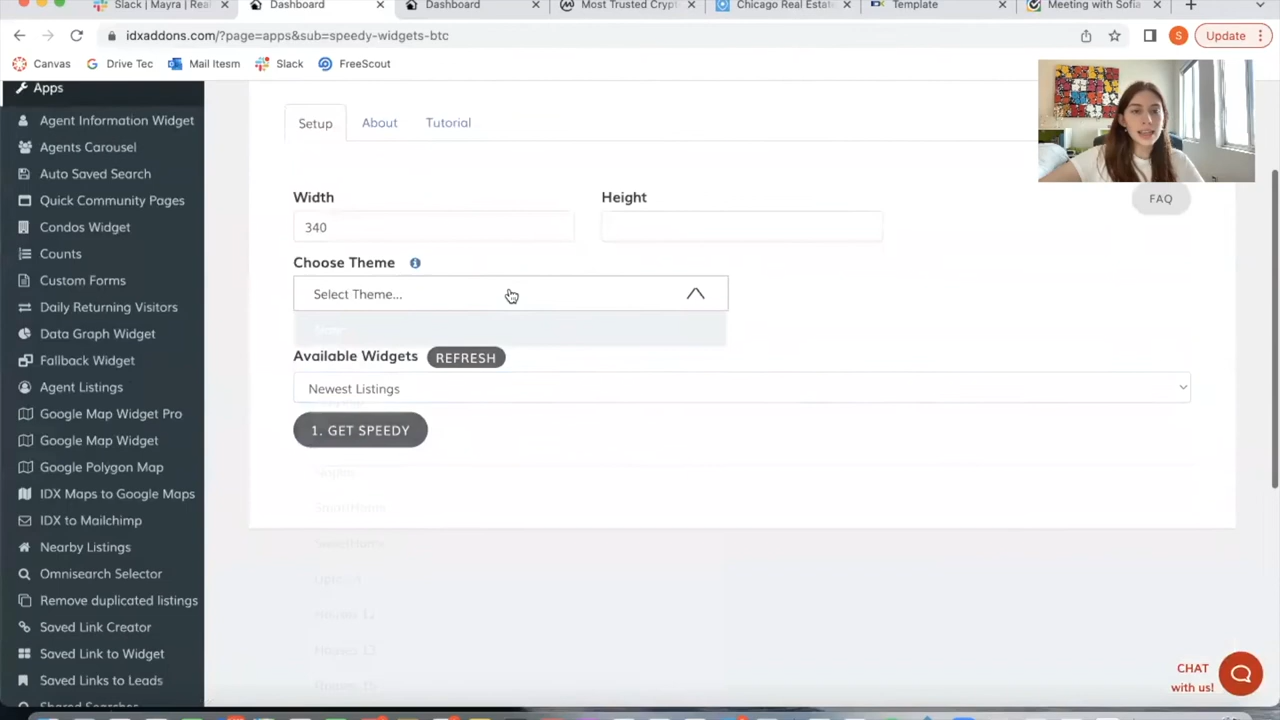 Slack | Mayra | Real
Dashboard
Dashboard
Most Trusted Crypt
Chicago Real Estate
Template
Meeting with Sofia
idxaddons.com/?page=apps&sub=speedy-widgets-btc
S
Update
Canvas
Drive Tec
Mail Itesm
Slack
FreeScout
Apps
Agent Information Widget
Agents Carousel
Auto Saved Search
Quick Community Pages
Condos Widget
Counts
Custom Forms
Daily Returning Visitors
Data Graph Widget
Fallback Widget
Agent Listings
Google Map Widget Pro
Google Map Widget
Google Polygon Map
IDX Maps to Google Maps
IDX to Mailchimp
Nearby Listings
Omnisearch Selector
Remove duplicated listings
Saved Link Creator
Saved Link to Widget
Saved Links to Leads
Shared Searches
Setup
About
Tutorial
Width
Height
FAQ
340
Choose Theme
Select Theme...
Available Widgets
REFRESH
Newest Listings
1. GET SPEEDY
SmartHome
CHAT
with us!